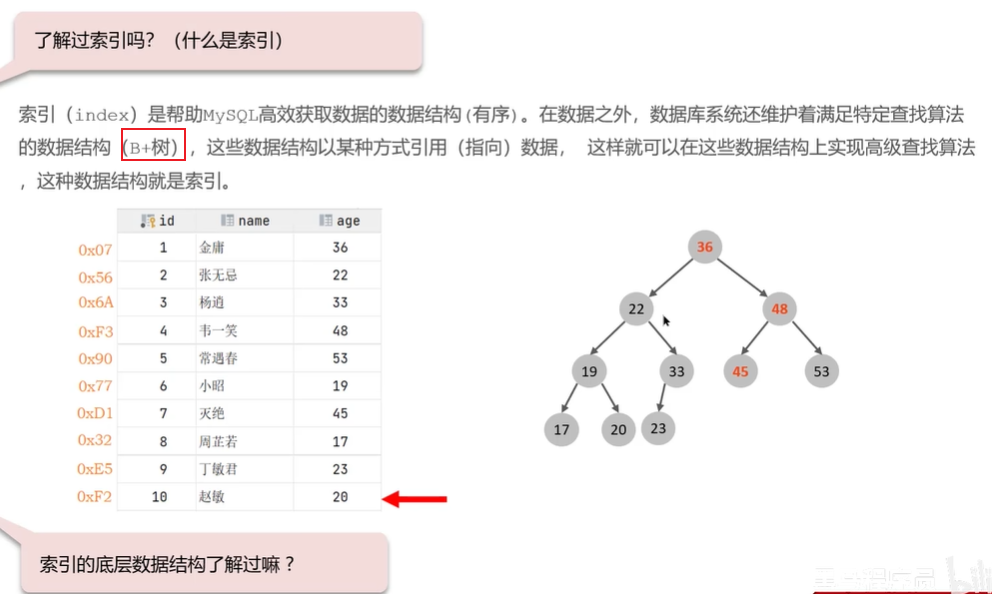 了解过索引吗？（什么是索引）
索引（index）是帮助MySQL高效获取数据的数据结构(有序)。在数据之外，数据库系统还维护着满足特定查找算法
的数据结构（B+树），这些数据结构以某种方式引用（指向）数据， 这样就可以在这些数据结构上实现高级查找算法
，这种数据结构就是索引。
id name age
0x07 1 金庸 36
0x56 2 张无忌 22
0x6A 3 杨逍 33
0xF3 4 韦一笑 48
0x90 5 常遇春 53
0x77 6 小昭 19
0xD1 7 灭绝 45
0x32 8 周芷若 17
0xE5 9 丁敏君 23
0xF2 10 赵敏 20
36
22 48
19 33 45 53
17 20 23
索引的底层数据结构了解过嘛？